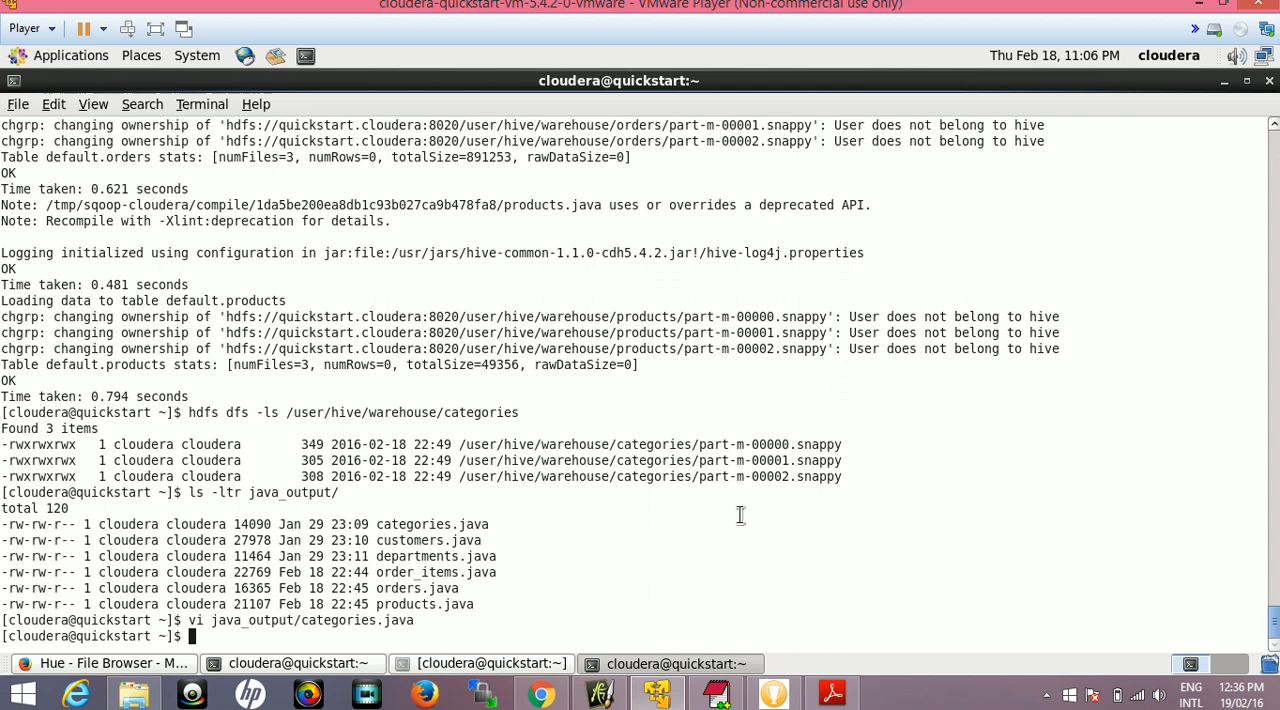 cloudera-quickstart-vm-5.4.2-0-vmware - VMware Player (Non-commercial use only)
Player
Applications Places System Thu Feb 18, 11:06 PM cloudera
cloudera@quickstart:~
File Edit View Search Terminal Help
chgrp: changing ownership of 'hdfs://quickstart.cloudera:8020/user/hive/warehouse/orders/part-m-00001.snappy': User does not belong to hive
chgrp: changing ownership of 'hdfs://quickstart.cloudera:8020/user/hive/warehouse/orders/part-m-00002.snappy': User does not belong to hive
Table default.orders stats: [numFiles=3, numRows=0, totalSize=891253, rawDataSize=0]
OK
Time taken: 0.621 seconds
Note: /tmp/sqoop-cloudera/compile/1da5be200ea8db1c93b027ca9b478fa8/products.java uses or overrides a deprecated API.
Note: Recompile with -Xlint:deprecation for details.
Logging initialized using configuration in jar:file:/usr/jars/hive-common-1.1.0-cdh5.4.2.jar!/hive-log4j.properties
OK
Time taken: 0.481 seconds
Loading data to table default.products
chgrp: changing ownership of 'hdfs://quickstart.cloudera:8020/user/hive/warehouse/products/part-m-00000.snappy': User does not belong to hive
chgrp: changing ownership of 'hdfs://quickstart.cloudera:8020/user/hive/warehouse/products/part-m-00001.snappy': User does not belong to hive
chgrp: changing ownership of 'hdfs://quickstart.cloudera:8020/user/hive/warehouse/products/part-m-00002.snappy': User does not belong to hive
Table default.products stats: [numFiles=3, numRows=0, totalSize=49356, rawDataSize=0]
OK
Time taken: 0.794 seconds
[cloudera@quickstart ~]$ hdfs dfs -ls /user/hive/warehouse/categories
Found 3 items
-rwxrwxrwx 1 cloudera cloudera 349 2016-02-18 22:49 /user/hive/warehouse/categories/part-m-00000.snappy
-rwxrwxrwx 1 cloudera cloudera 305 2016-02-18 22:49 /user/hive/warehouse/categories/part-m-00001.snappy
-rwxrwxrwx 1 cloudera cloudera 308 2016-02-18 22:49 /user/hive/warehouse/categories/part-m-00002.snappy
[cloudera@quickstart ~]$ ls -ltr java_output/
total 120
-rw-rw-r-- 1 cloudera cloudera 14090 Jan 29 23:09 categories.java
-rw-rw-r-- 1 cloudera cloudera 27978 Jan 29 23:10 customers.java
-rw-rw-r-- 1 cloudera cloudera 11464 Jan 29 23:11 departments.java
-rw-rw-r-- 1 cloudera cloudera 22769 Feb 18 22:44 order_items.java
-rw-rw-r-- 1 cloudera cloudera 16365 Feb 18 22:45 orders.java
-rw-rw-r-- 1 cloudera cloudera 21107 Feb 18 22:45 products.java
[cloudera@quickstart ~]$ vi java_output/categories.java
[cloudera@quickstart ~]$
Hue - File Browser - M... cloudera@quickstart:~ [cloudera@quickstart:~] cloudera@quickstart:~
ENG 12:36 PM
INTL 19/02/16